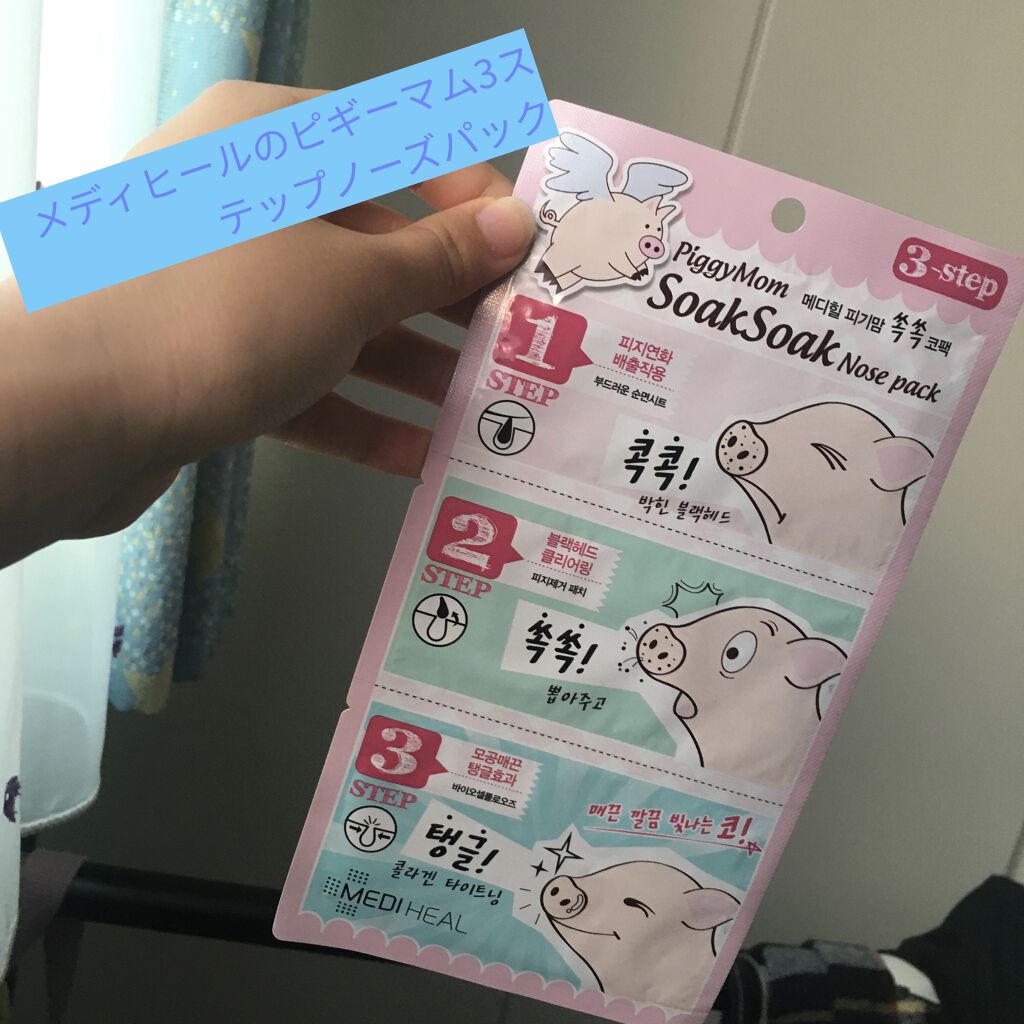 メディヒールのピギーマム3ス
テップノーズパック
3-step
PiggyMom 메디힐 피기맘 쏙쏙 코팩
SoakSoak Nose pack
1
STEP
피지연화
배출작용
부드러운 순면시트
콕콕!
박힌 블랙헤드
2
STEP
블랙헤드
클리어링
피지제거 패치
쏙쏙!
뽑아주고
3
STEP
모공매끈
탱글효과
바이오셀룰로오즈
탱글!
콜라겐 타이트닝
매끈 깔끔 빛나는 코!
MEDIHEAL